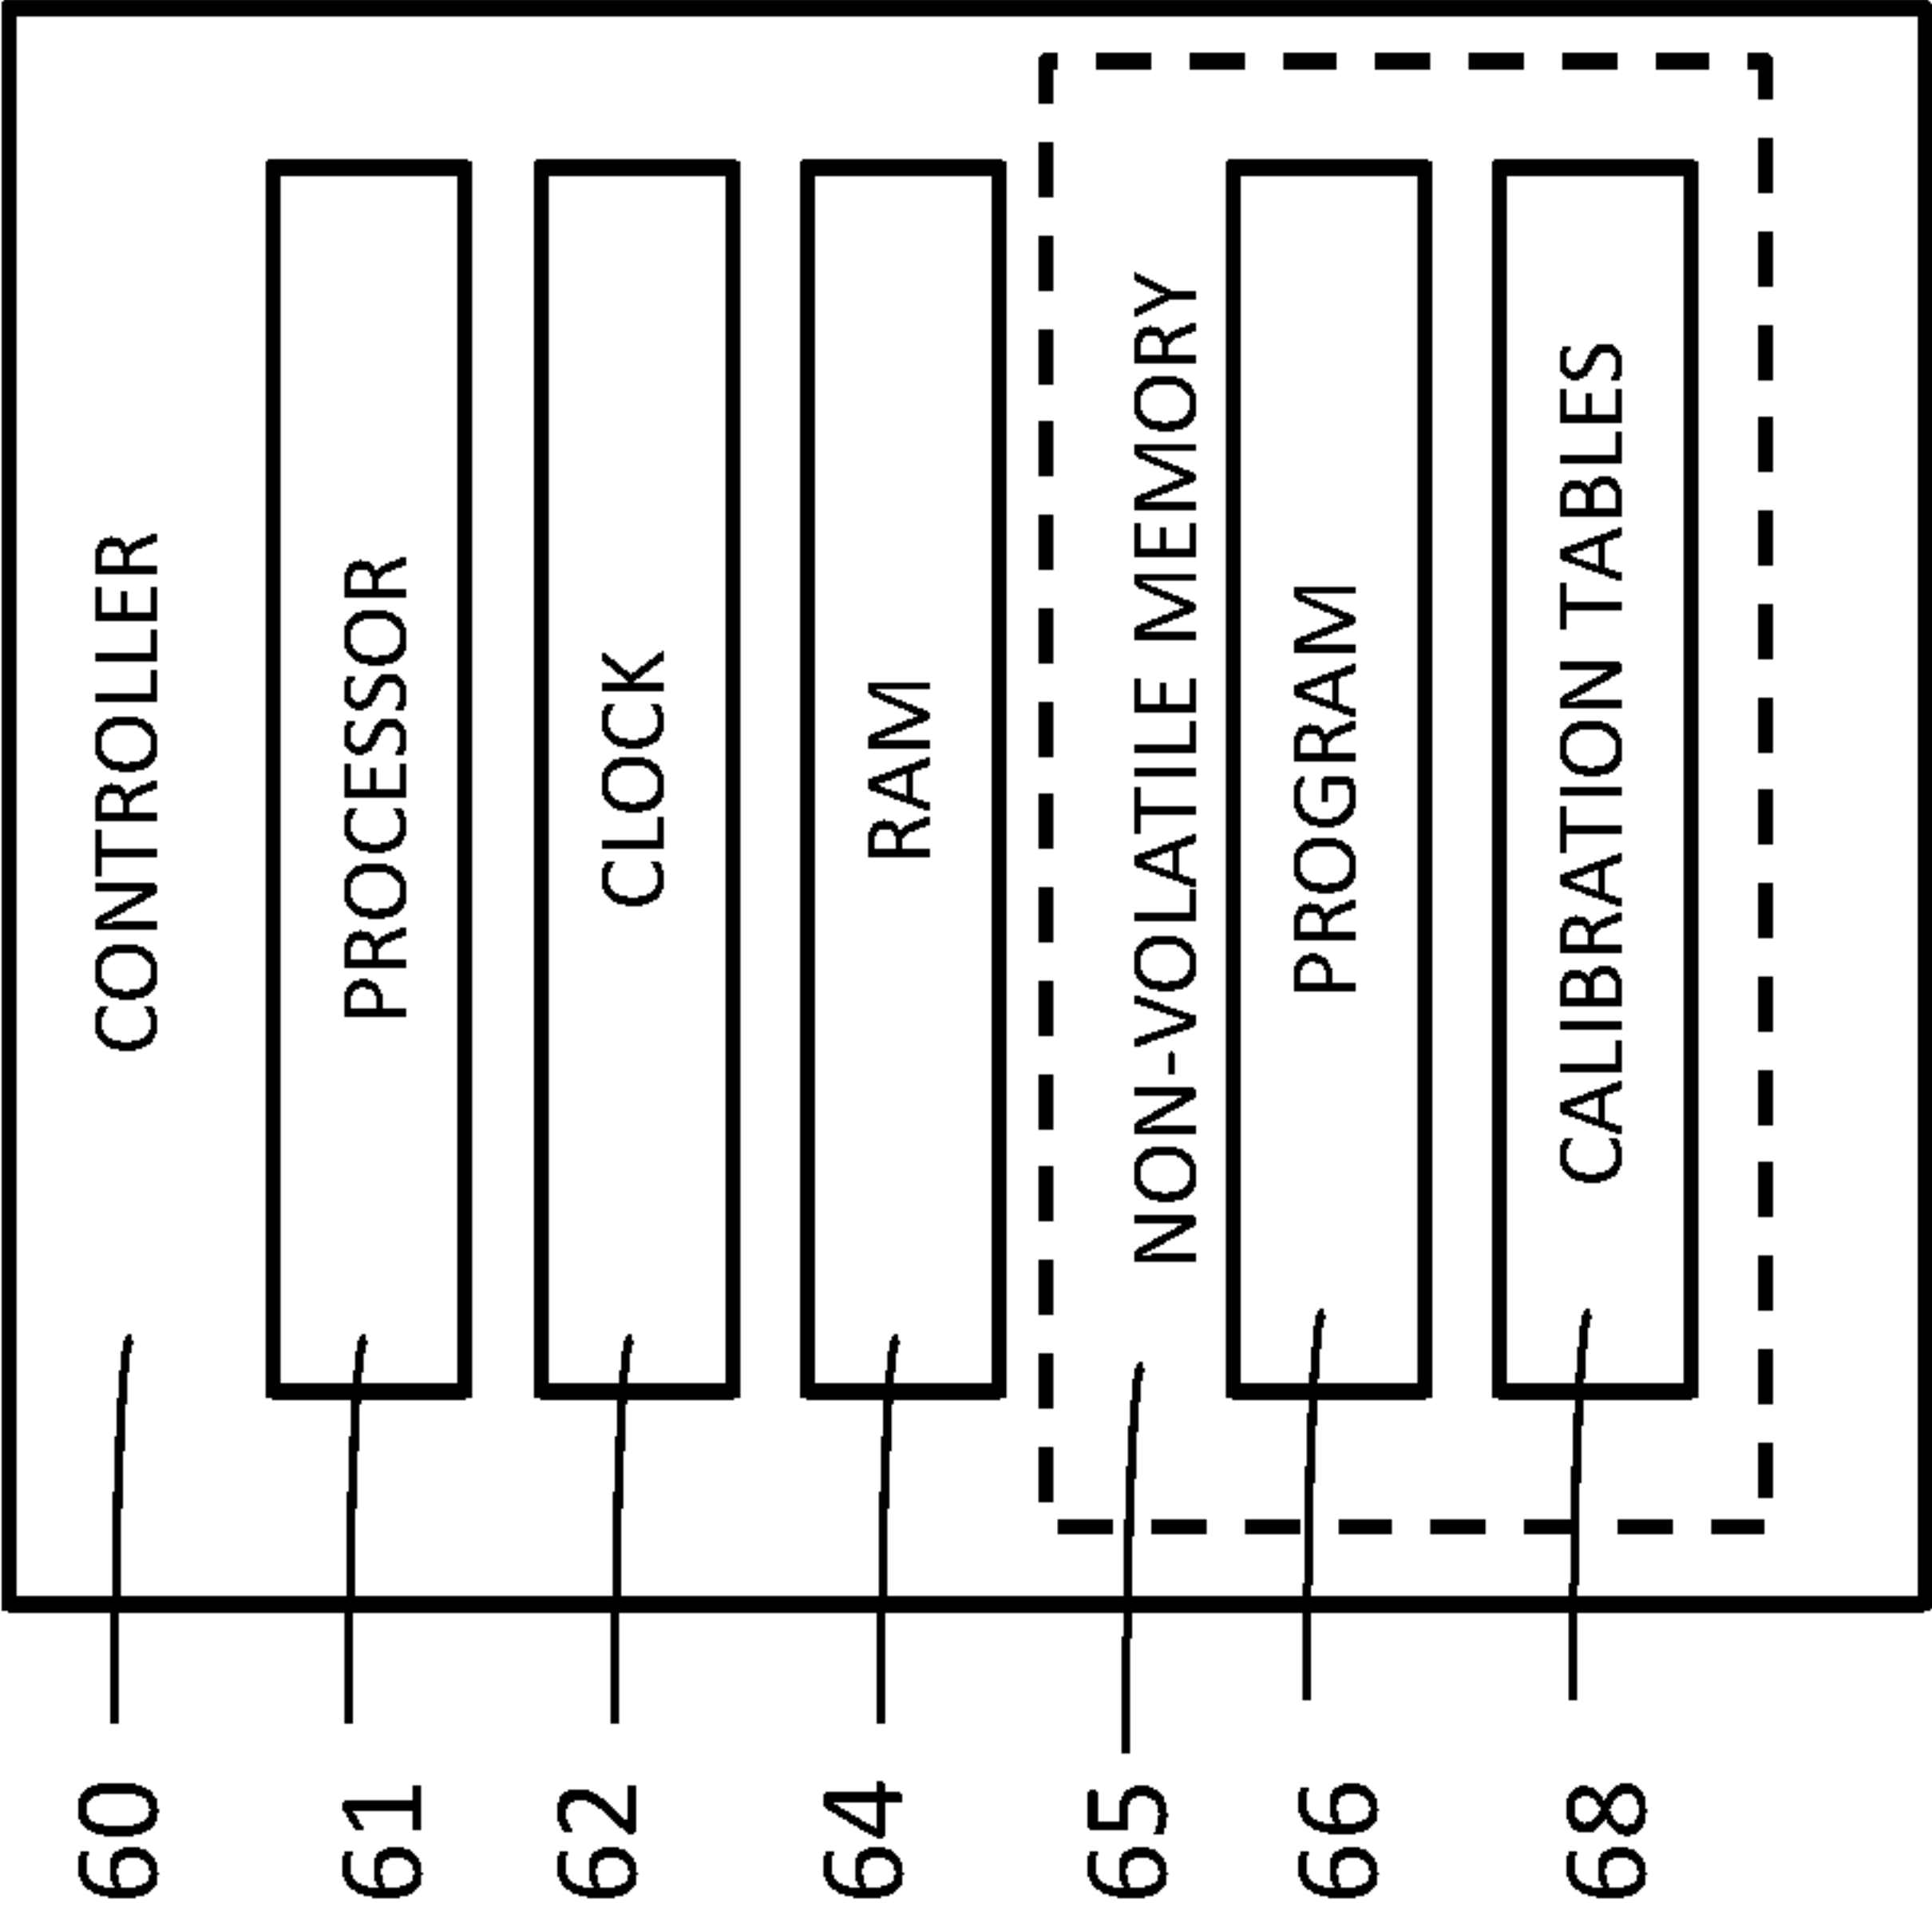 60 CONTROLLER
61 PROCESSOR
62 CLOCK
64 RAM
65 NON-VOLATILE MEMORY
66 PROGRAM
68 CALIBRATION TABLES